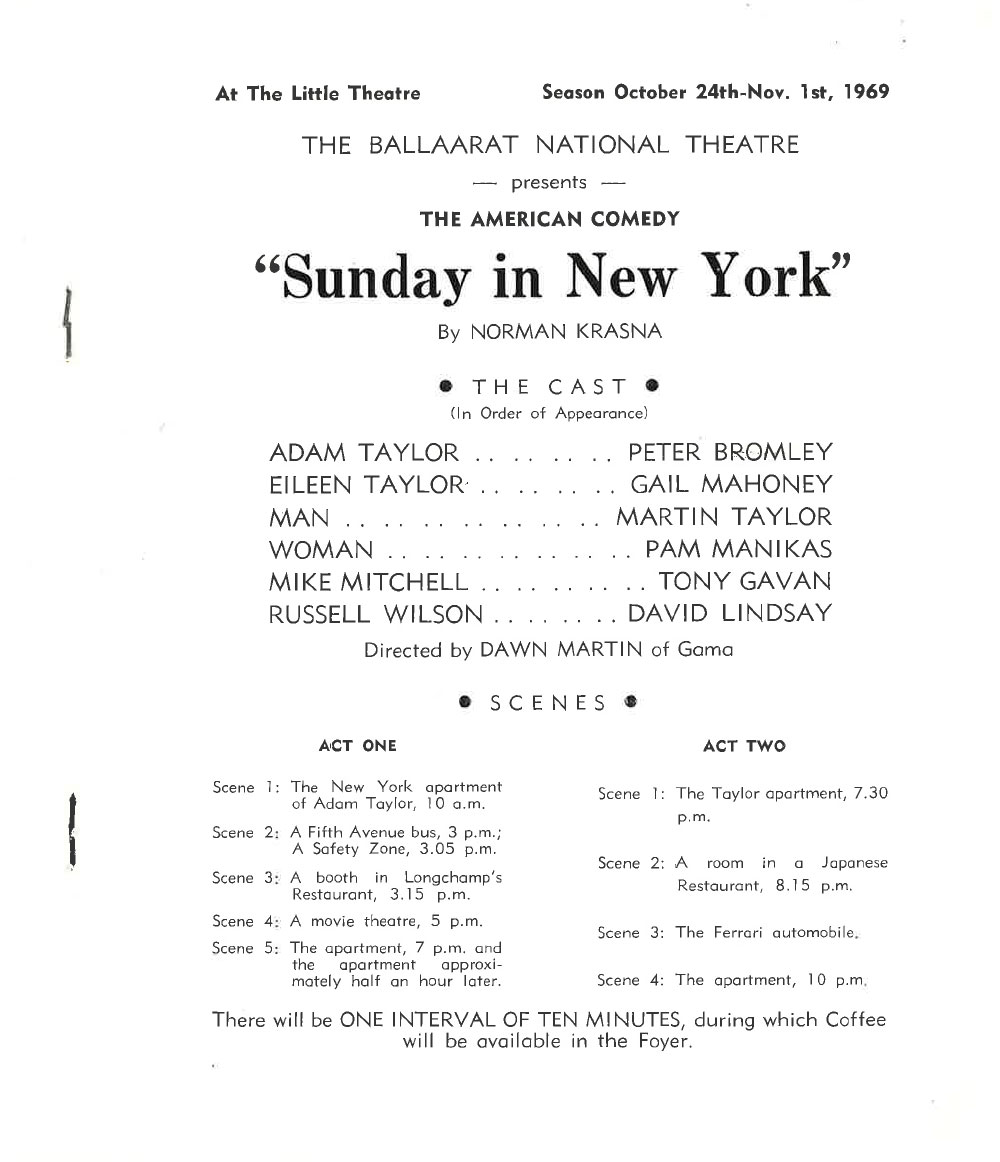 At The Little Theatre Season October 24th-Nov. 1st, 1969
THE BALLAARAT NATIONAL THEATRE
— presents —
THE AMERICAN COMEDY
“Sunday in New York”
By NORMAN KRASNA
● THE CAST ●
(In Order of Appearance)
ADAM TAYLOR . . . . . . . . PETER BROMLEY
EILEEN TAYLOR . . . . . . . . GAIL MAHONEY
MAN . . . . . . . . . . . . . . MARTIN TAYLOR
WOMAN . . . . . . . . . . . . . PAM MANIKAS
MIKE MITCHELL . . . . . . . . . TONY GAVAN
RUSSELL WILSON . . . . . . . . DAVID LINDSAY
Directed by DAWN MARTIN of Gama
● SCENES ●
ACT ONE
Scene 1: The New York apartment
of Adam Taylor, 10 a.m.
Scene 2: A Fifth Avenue bus, 3 p.m.;
A Safety Zone, 3.05 p.m.
Scene 3: A booth in Longchamp's
Restaurant, 3.15 p.m.
Scene 4: A movie theatre, 5 p.m.
Scene 5: The apartment, 7 p.m. and
the apartment approxi-
mately half an hour later.
ACT TWO
Scene 1: The Taylor apartment, 7.30
p.m.
Scene 2: A room in a Japanese
Restaurant, 8.15 p.m.
Scene 3: The Ferrari automobile.
Scene 4: The apartment, 10 p.m.
There will be ONE INTERVAL OF TEN MINUTES, during which Coffee
will be available in the Foyer.